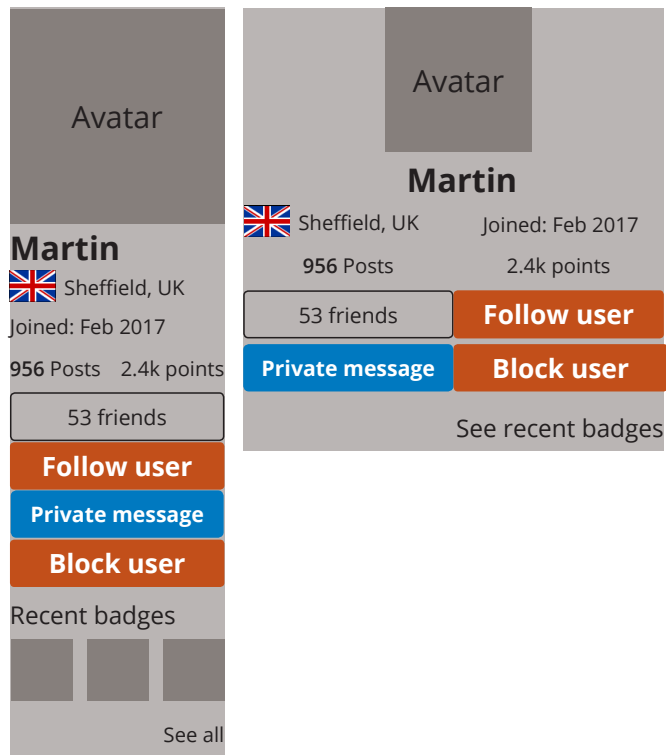 Avatar
Martin
Sheffield, UK
Joined: Feb 2017
956 Posts 2.4k points
53 friends
Follow user
Private message
Block user
Recent badges
See all
Avatar
Martin
Sheffield, UK Joined: Feb 2017
956 Posts 2.4k points
53 friends Follow user
Private message Block user
See recent badges